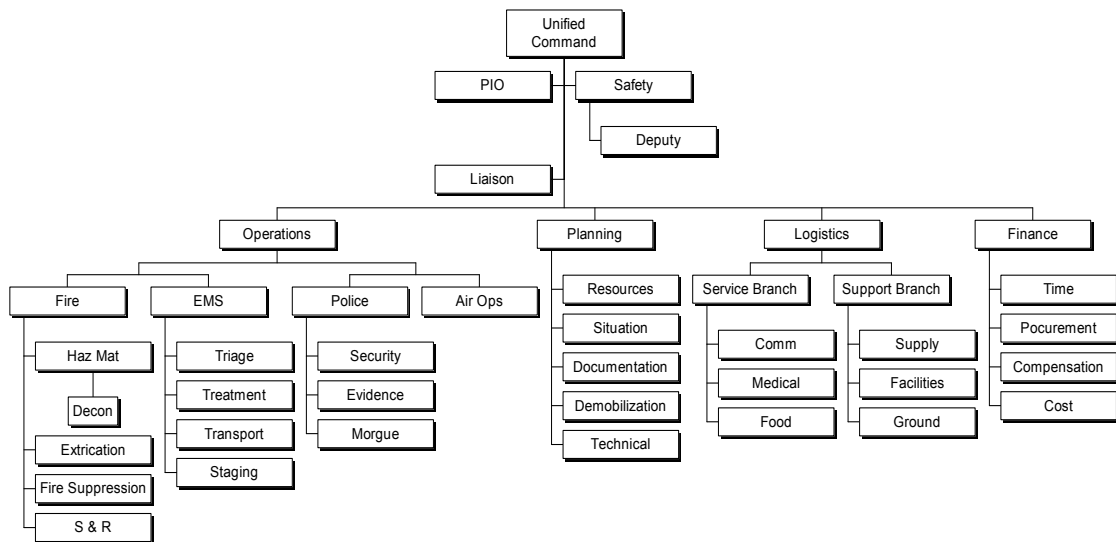 Unified
Command
PIO
Safety
Deputy
Liaison
Operations
Planning
Logistics
Finance
Fire
EMS
Police
Air Ops
Resources
Service Branch
Support Branch
Time
Situation
Pocurement
Haz Mat
Triage
Security
Comm
Supply
Documentation
Compensation
Decon
Treatment
Evidence
Medical
Facilities
Demobilization
Cost
Extrication
Transport
Morgue
Food
Ground
Technical
Fire Suppression
Staging
S & R